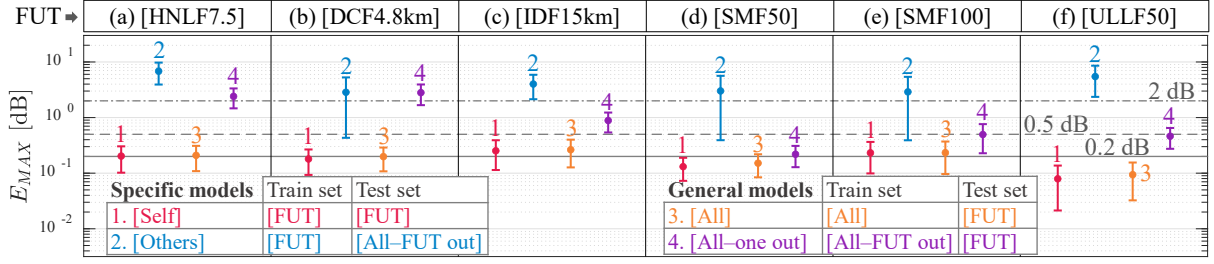 FUT ➡ (a) [HNLF7.5] (b) [DCF4.8km] (c) [IDF15km] (d) [SMF50] (e) [SMF100] (f) [ULLF50]
E_MAX [dB]
10^1
10^0
10^-1
10^-2
1 2 3 4
1 2 3 4
1 2 3 4
1 2 3 4
1 2 3 4
1 2 3 4
2 dB
0.5 dB
0.2 dB
Specific models Train set Test set
1. [Self] [FUT] [FUT]
2. [Others] [FUT] [All–FUT out]
General models Train set Test set
3. [All] [All] [FUT]
4. [All–one out] [All–FUT out] [FUT]